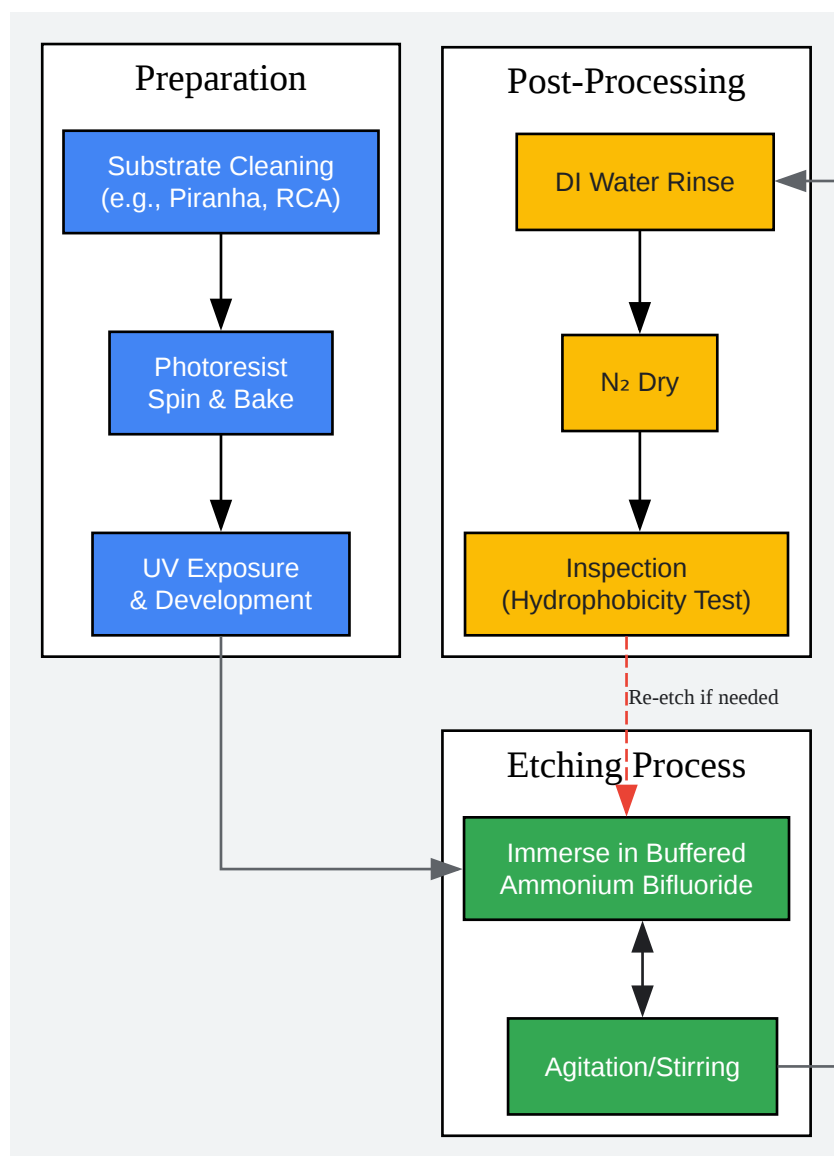 Preparation
Substrate Cleaning
(e.g., Piranha, RCA)
Photoresist
Spin & Bake
UV Exposure
& Development
Post-Processing
DI Water Rinse
N₂ Dry
Inspection
(Hydrophobicity Test)
Re-etch if needed
Etching Process
Immerse in Buffered
Ammonium Bifluoride
Agitation/Stirring